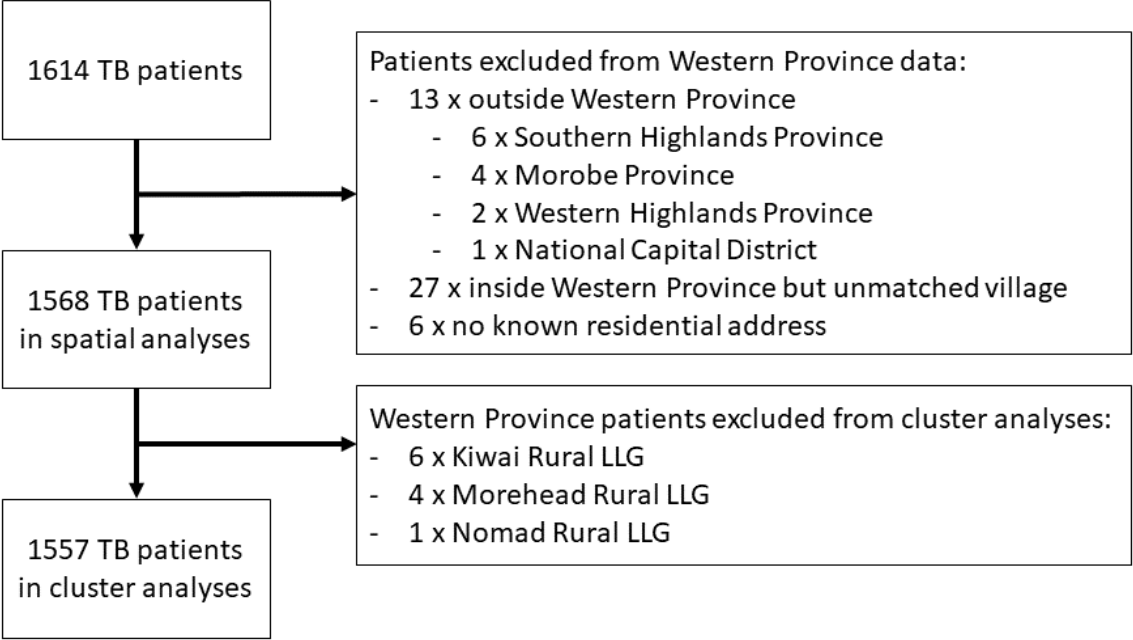 1614 TB patients
Patients excluded from Western Province data:
- 13 x outside Western Province
- 6 x Southern Highlands Province
- 4 x Morobe Province
- 2 x Western Highlands Province
- 1 x National Capital District
- 27 x inside Western Province but unmatched village
- 6 x no known residential address
1568 TB patients
in spatial analyses
Western Province patients excluded from cluster analyses:
- 6 x Kiwai Rural LLG
- 4 x Morehead Rural LLG
- 1 x Nomad Rural LLG
1557 TB patients
in cluster analyses